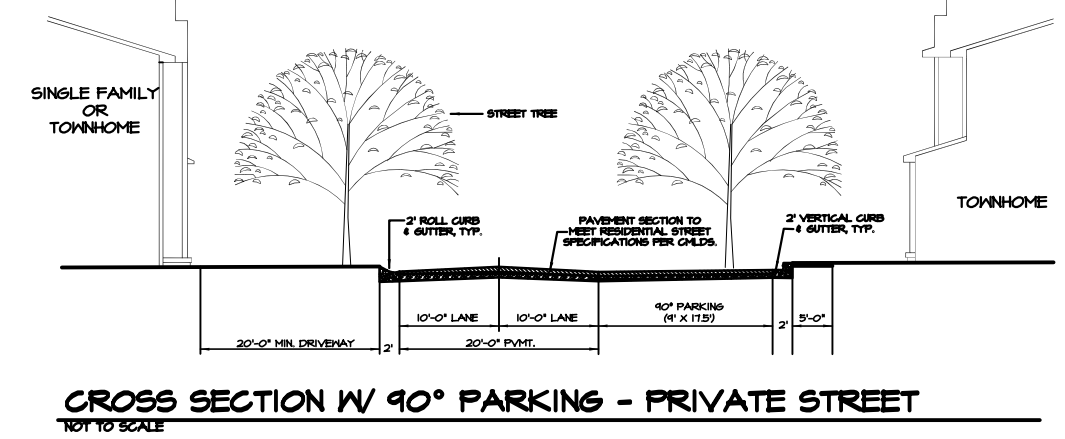 SINGLE FAMILY
OR
TOWNHOME
STREET TREE
TOWNHOME
2' ROLL CURB
& GUTTER, TYP.
PAVEMENT SECTION TO
MEET RESIDENTIAL STREET
SPECIFICATIONS PER CMLDS.
2' VERTICAL CURB
& GUTTER, TYP.
10'-0" LANE
10'-0" LANE
90° PARKING
(9' X 17.5')
2'
5'-0"
20'-0" MIN. DRIVEWAY
2'
20'-0" PVMT.
CROSS SECTION W/ 90° PARKING - PRIVATE STREET
NOT TO SCALE